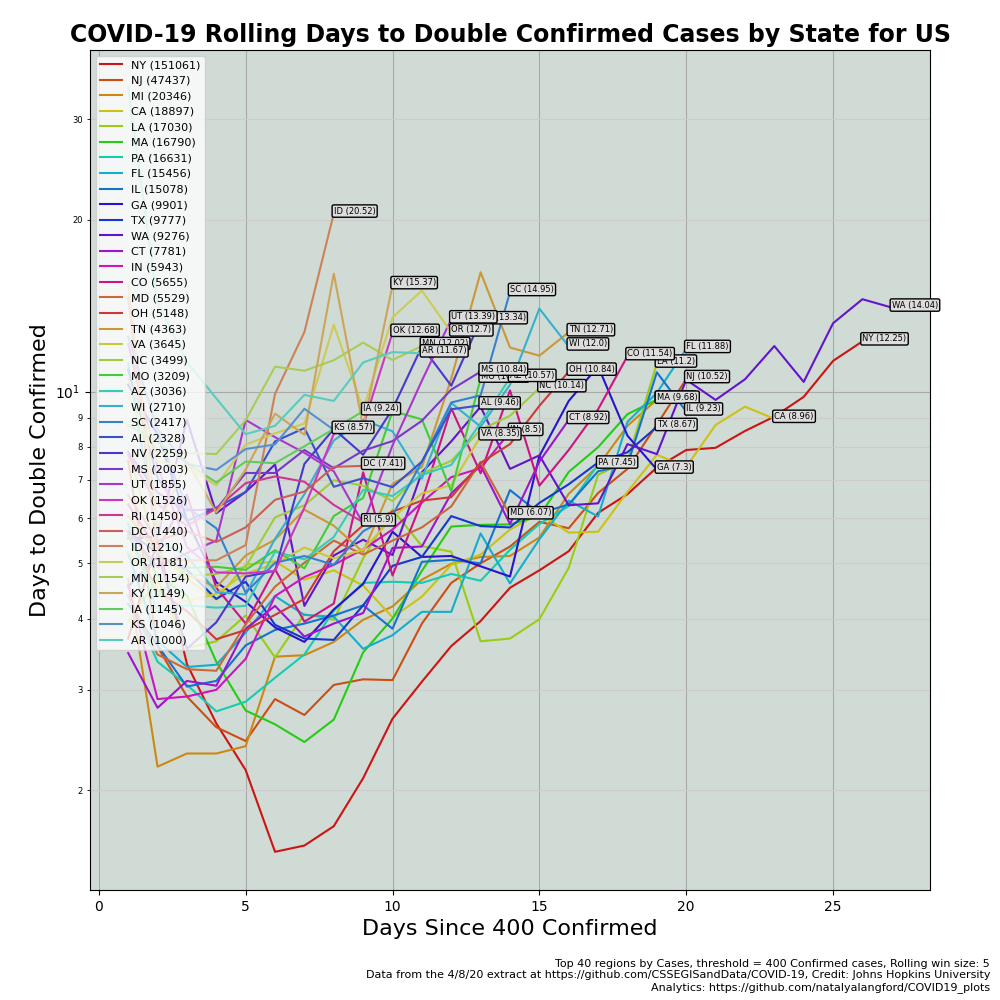 COVID-19 Rolling Days to Double Confirmed Cases by State for US
NY (151061)
NJ (47437)
MI (20346)
CA (18897)
LA (17030)
MA (16790)
PA (16631)
FL (15456)
IL (15078)
GA (9901)
TX (9777)
WA (9276)
CT (7781)
IN (5943)
CO (5655)
MD (5529)
OH (5148)
TN (4363)
VA (3645)
NC (3499)
MO (3209)
AZ (3036)
WI (2710)
SC (2417)
AL (2328)
NV (2259)
MS (2003)
UT (1855)
OK (1526)
RI (1450)
DC (1440)
ID (1210)
OR (1181)
MN (1154)
KY (1149)
IA (1145)
KS (1046)
AR (1000)
30
20
10¹
9
8
7
6
5
4
3
2
Days to Double Confirmed
ID (20.52)
KY (15.37)
SC (14.95)
WA (14.04)
UT (13.39)
13.34)
OK (12.68)
OR (12.7)
TN (12.71)
NY (12.25)
MN (12.02)
WI (12.0)
FL (11.88)
AR (11.67)
CO (11.54)
(11.2)
MS (10.84)
OH (10.84)
10.57)
NJ (10.52)
NC (10.14)
MA (9.68)
AL (9.46)
IA (9.24)
IL (9.23)
CA (8.96)
CT (8.92)
TX (8.67)
KS (8.57)
(8.5)
VA (8.35)
PA (7.45)
DC (7.41)
GA (7.3)
MD (6.07)
RI (5.9)
0 5 10 15 20 25
Days Since 400 Confirmed
Top 40 regions by Cases, threshold = 400 Confirmed cases, Rolling win size: 5
Data from the 4/8/20 extract at https://github.com/CSSEGISandData/COVID-19, Credit: Johns Hopkins University
Analytics: https://github.com/natalyalangford/COVID19_plots